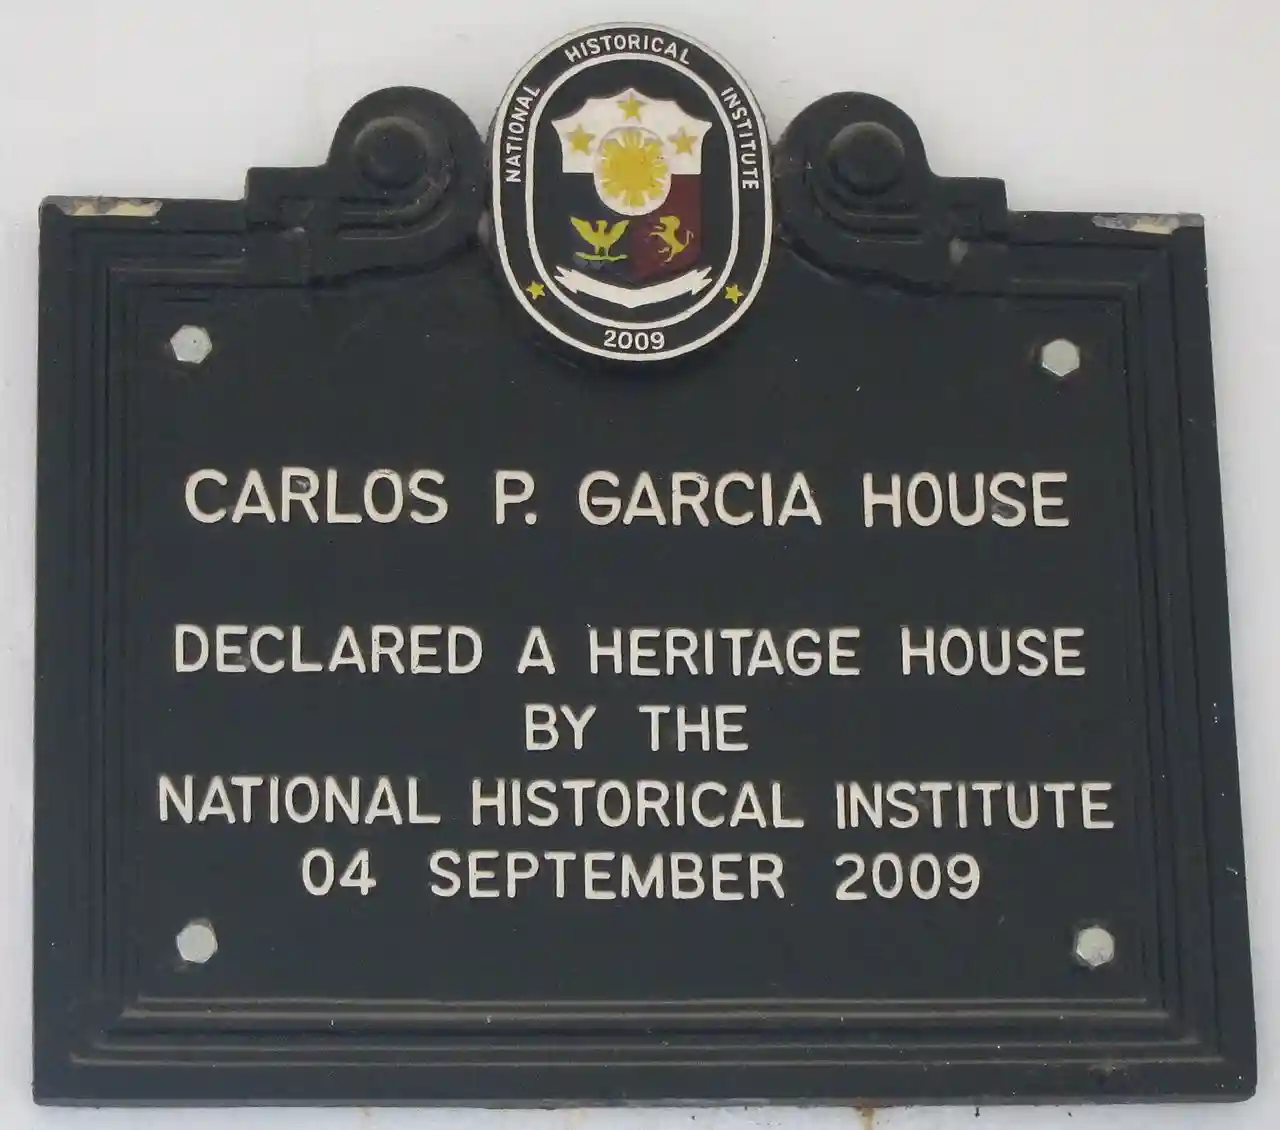 NATIONAL HISTORICAL INSTITUTE
2009
CARLOS P. GARCIA HOUSE
DECLARED A HERITAGE HOUSE
BY THE
NATIONAL HISTORICAL INSTITUTE
04 SEPTEMBER 2009